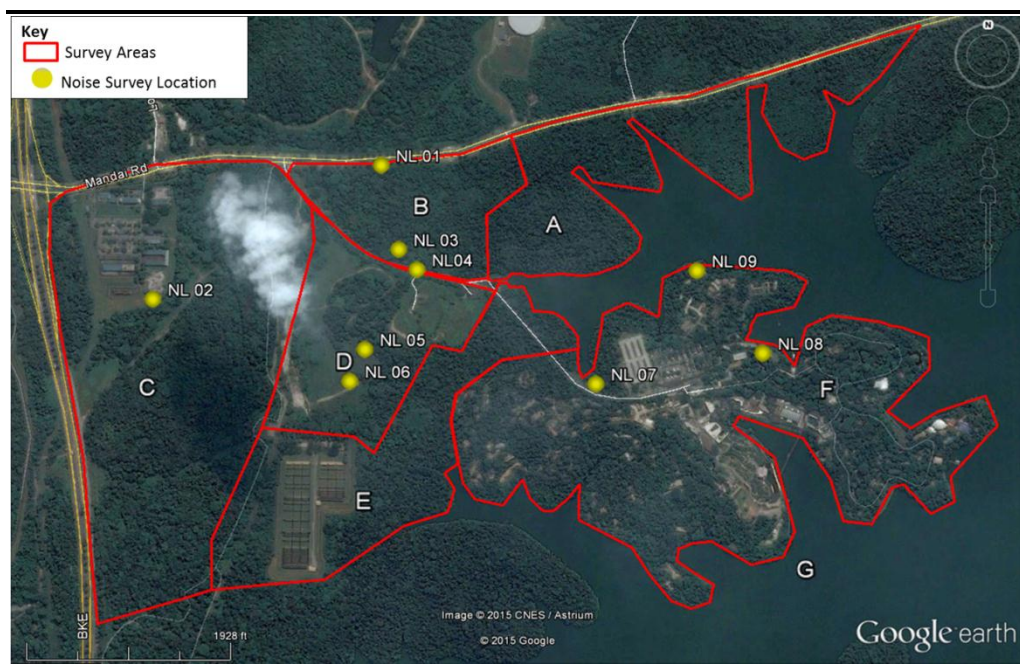 Key
Survey Areas
Noise Survey Location
N
Mandai Rd
NL 01
B
A
NL 03
NL04
NL 09
NL 02
NL 05
D
NL 06
NL 08
NL 07
C
F
E
G
BKE
1928 ft
Image © 2015 CNES / Astrium
© 2015 Google
Google earth